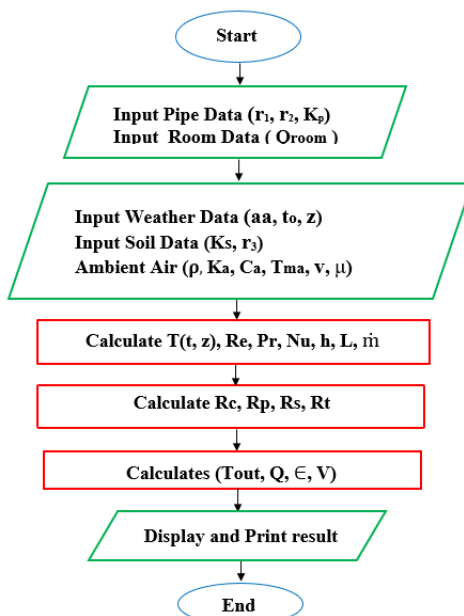 Start
Input Pipe Data (r₁, r₂, Kₚ)
Input Room Data ( Qroom )
Input Weather Data (aa, tₒ, z)
Input Soil Data (Ks, r₃)
Ambient Air (ρ, Kₐ, Cₐ, Tₘₐ, v, μ)
Calculate T(t, z), Re, Pr, Nu, h, L, ṁ
Calculate Rc, Rp, Rs, Rt
Calculates (Tout, Q, ∈, V)
Display and Print result
End